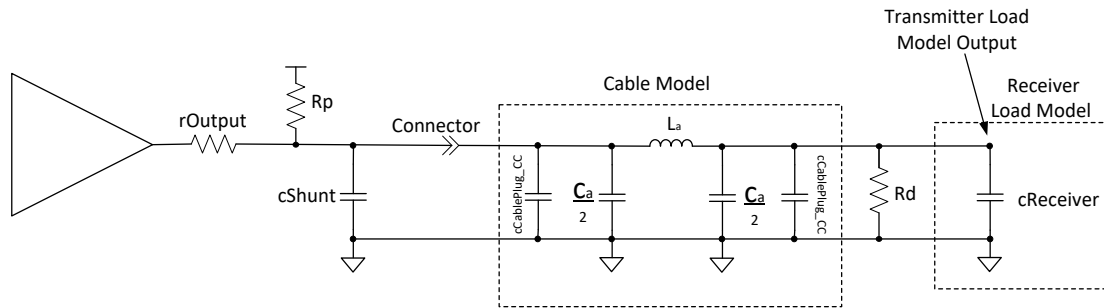 Transmitter Load
Model Output
Cable Model
Receiver
Load Model
Rp
rOutput
Connector
La
cShunt
cCablePlug_CC
Ca
2
Ca
2
cCablePlug_CC
Rd
cReceiver